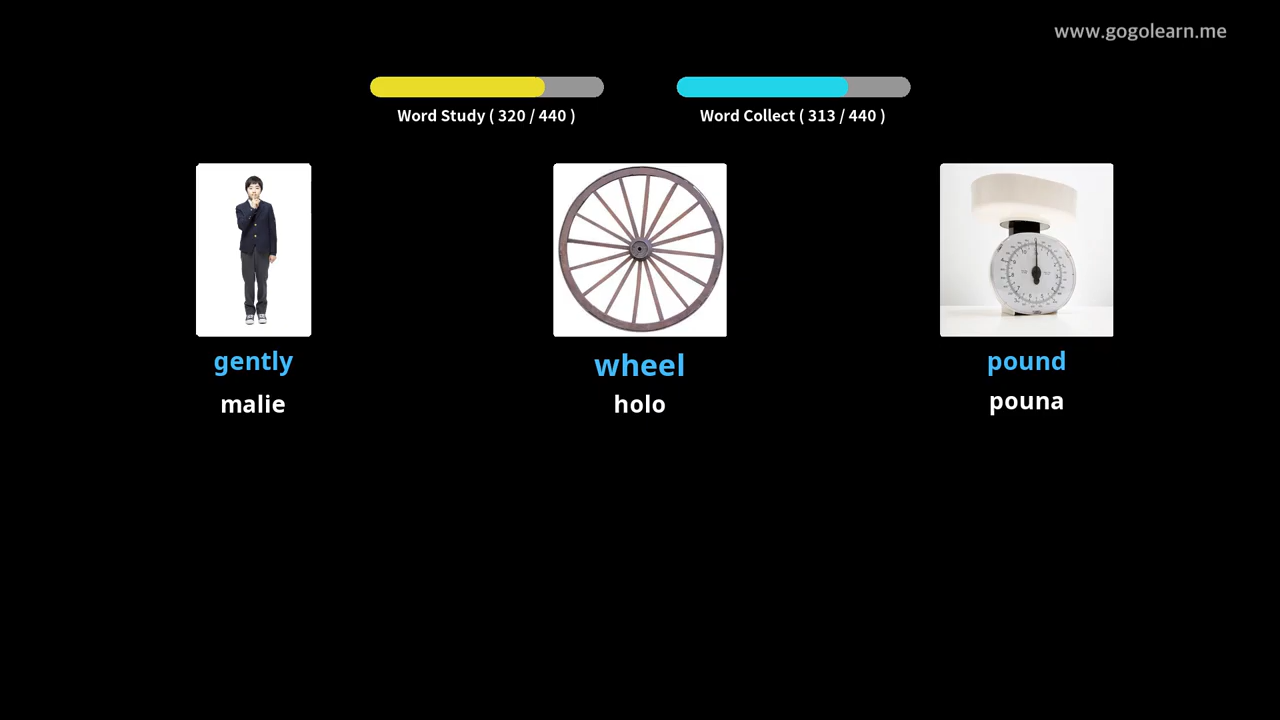 www.gogolearn.me
Word Study ( 320 / 440 )
Word Collect ( 313 / 440 )
gently
malie
wheel
holo
pound
pouna